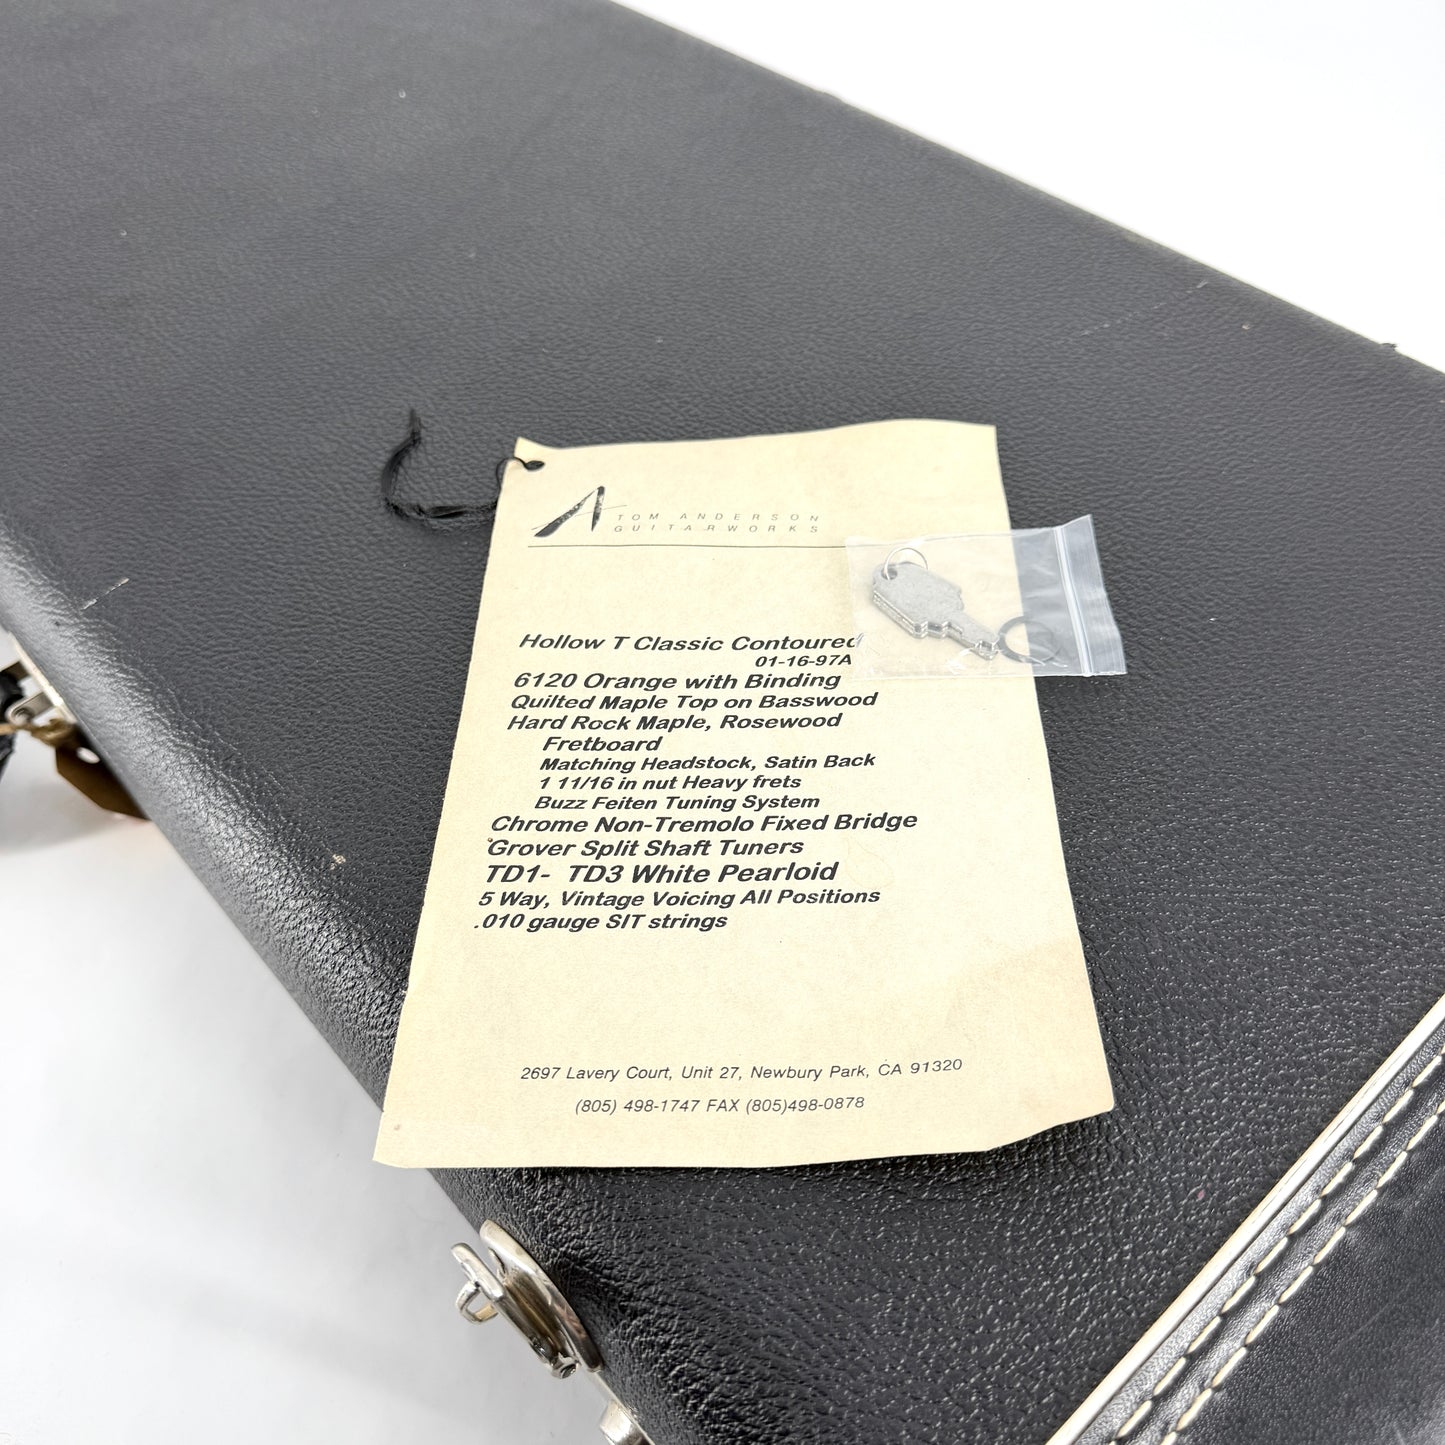 TOM ANDERSON
GUITARWORKS
Hollow T Classic Contoured
01-16-97A
6120 Orange with Binding
Quilted Maple Top on Basswood
Hard Rock Maple, Rosewood
Fretboard
Matching Headstock, Satin Back
1 11/16 in nut Heavy frets
Buzz Feiten Tuning System
Chrome Non-Tremolo Fixed Bridge
Grover Split Shaft Tuners
TD1- TD3 White Pearloid
5 Way, Vintage Voicing All Positions
.010 gauge SIT strings
2697 Lavery Court, Unit 27, Newbury Park, CA 91320
(805) 498-1747 FAX (805)498-0878